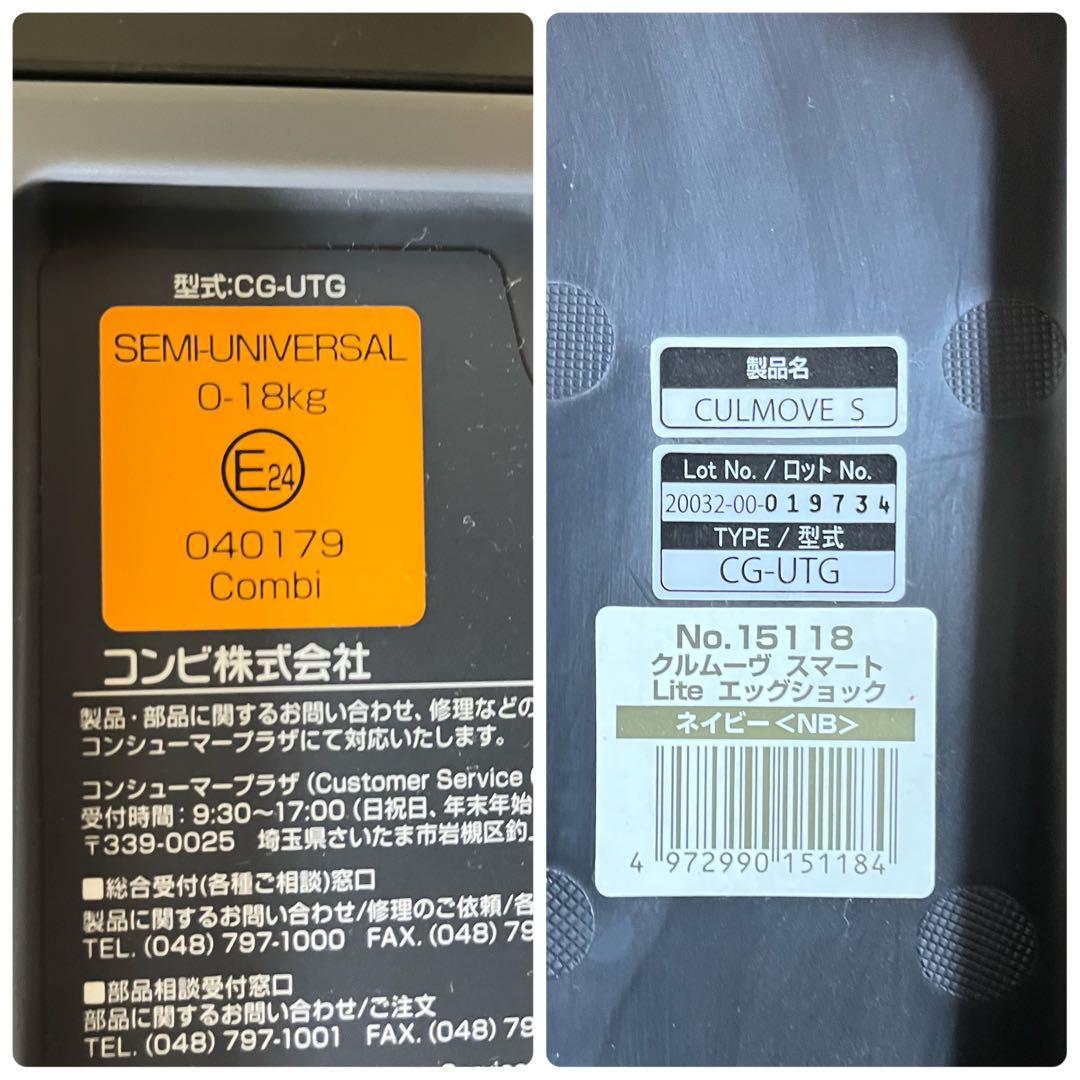 型式:CG-UTG
SEMI-UNIVERSAL
0-18kg
E24
040179
Combi
コンビ株式会社
製品・部品に関するお問い合わせ、修理などの
コンシューマープラザにて対応いたします。
コンシューマープラザ (Customer Service
受付時間：9:30〜17:00 (日祝日、年末年始
〒339-0025 埼玉県さいたま市岩槻区釣
■総合受付(各種ご相談)窓口
製品に関するお問い合わせ/修理のご依頼/各
TEL. (048) 797-1000 FAX. (048) 79
■部品相談受付窓口
部品に関するお問い合わせ/ご注文
TEL. (048) 797-1001 FAX. (048) 79
製品名
CULMOVE S
Lot No. / ロット No.
20032-00-019734
TYPE / 型式
CG-UTG
No.15118
クルムーヴ スマート
Lite エッグショック
ネイビー<NB>
4 972990 151184